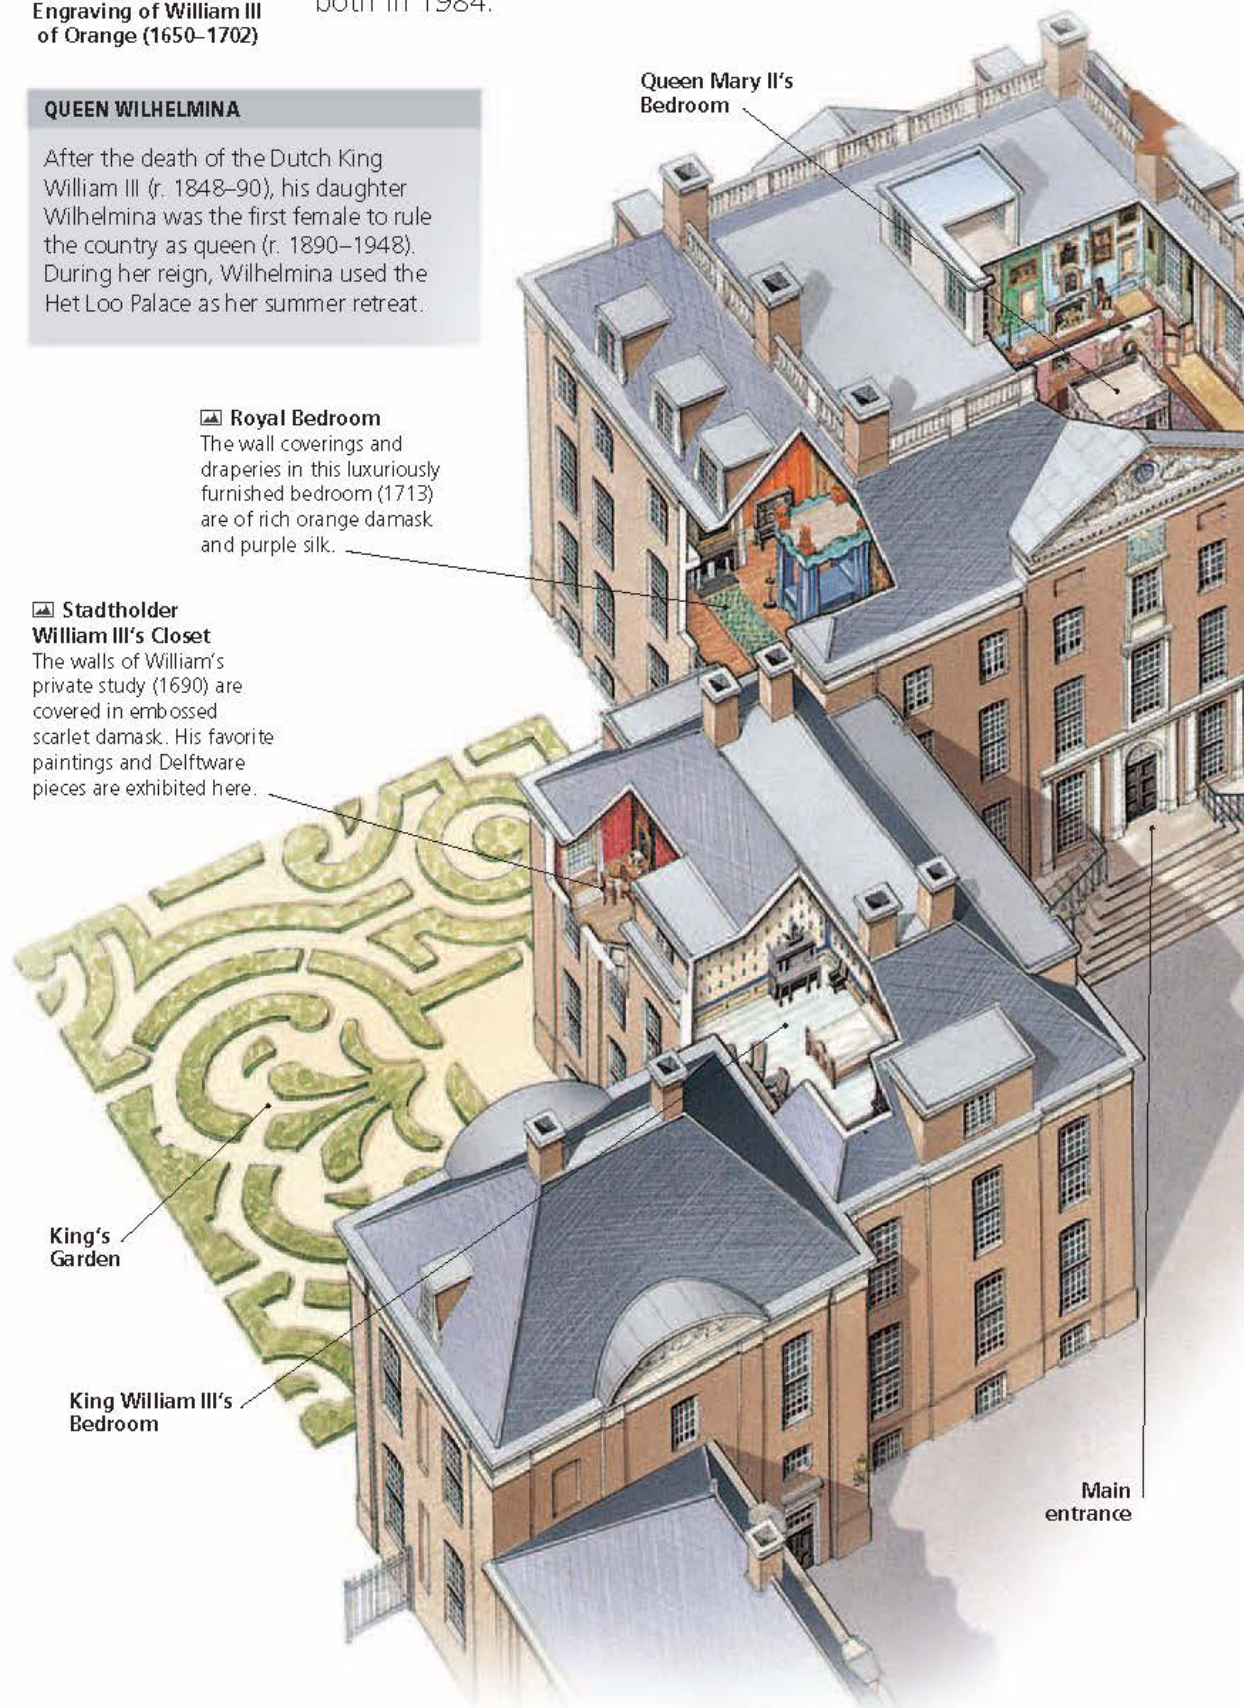 Engraving of William III
of Orange (1650–1702)
both in 1984.
QUEEN WILHELMINA
After the death of the Dutch King
William III (r. 1848–90), his daughter
Wilhelmina was the first female to rule
the country as queen (r. 1890–1948).
During her reign, Wilhelmina used the
Het Loo Palace as her summer retreat.
Queen Mary II's
Bedroom
Royal Bedroom
The wall coverings and
draperies in this luxuriously
furnished bedroom (1713)
are of rich orange damask
and purple silk.
Stadtholder
William III's Closet
The walls of William's
private study (1690) are
covered in embossed
scarlet damask. His favorite
paintings and Delftware
pieces are exhibited here.
King's
Garden
King William III's
Bedroom
Main
entrance